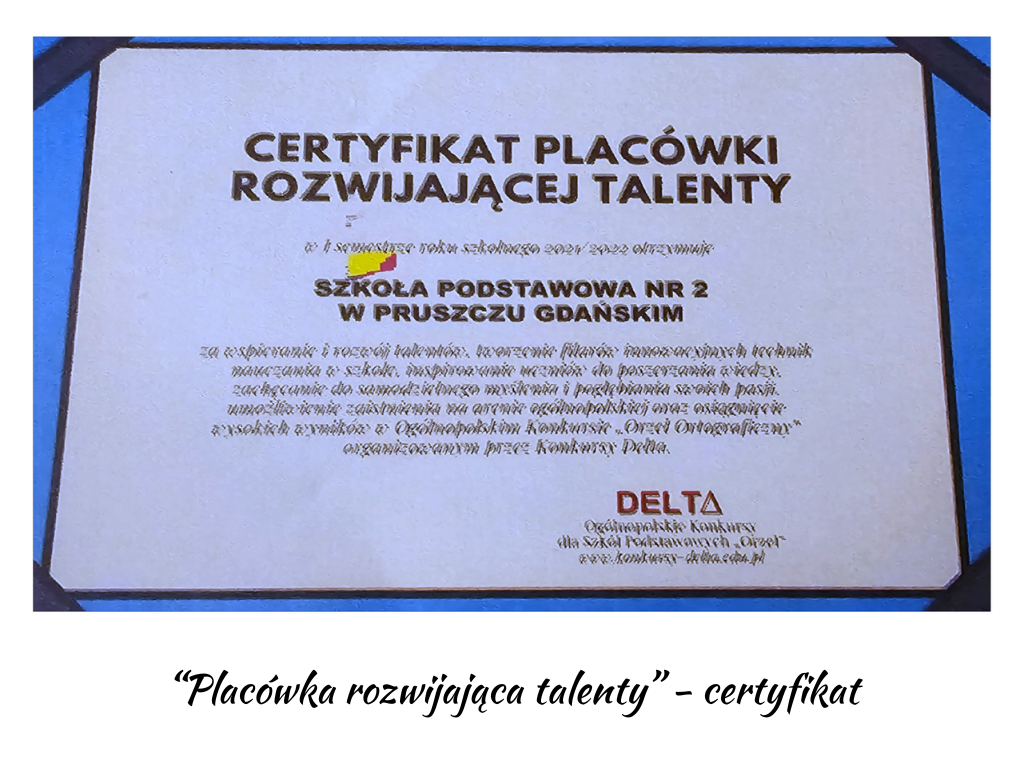 CERTYFIKAT PLACÓWKI
ROZWIJAJĄCEJ TALENTY
w I semestrze roku szkolnego 2021/2022 otrzymuje
SZKOŁA PODSTAWOWA NR 2
W PRUSZCZU GDAŃSKIM
za wspieranie i rozwój talentów, tworzenie filarów innowacyjnych technik
nauczania w szkole, inspirowanie uczniów do poszerzania wiedzy,
zachęcanie do samodzielnego myślenia i pogłębiania swoich pasji,
umożliwienie zaistnienia na arenie ogólnopolskiej oraz osiągnięcie
wysokich wyników w Ogólnopolskim Konkursie „Orzeł Ortograficzny”
organizowanym przez Konkursy Delta.
DELTA
Ogólnopolskie Konkursy
dla Szkół Podstawowych „Orzeł”
www.konkursy-delta.edu.pl
“Placówka rozwijająca talenty” - certyfikat